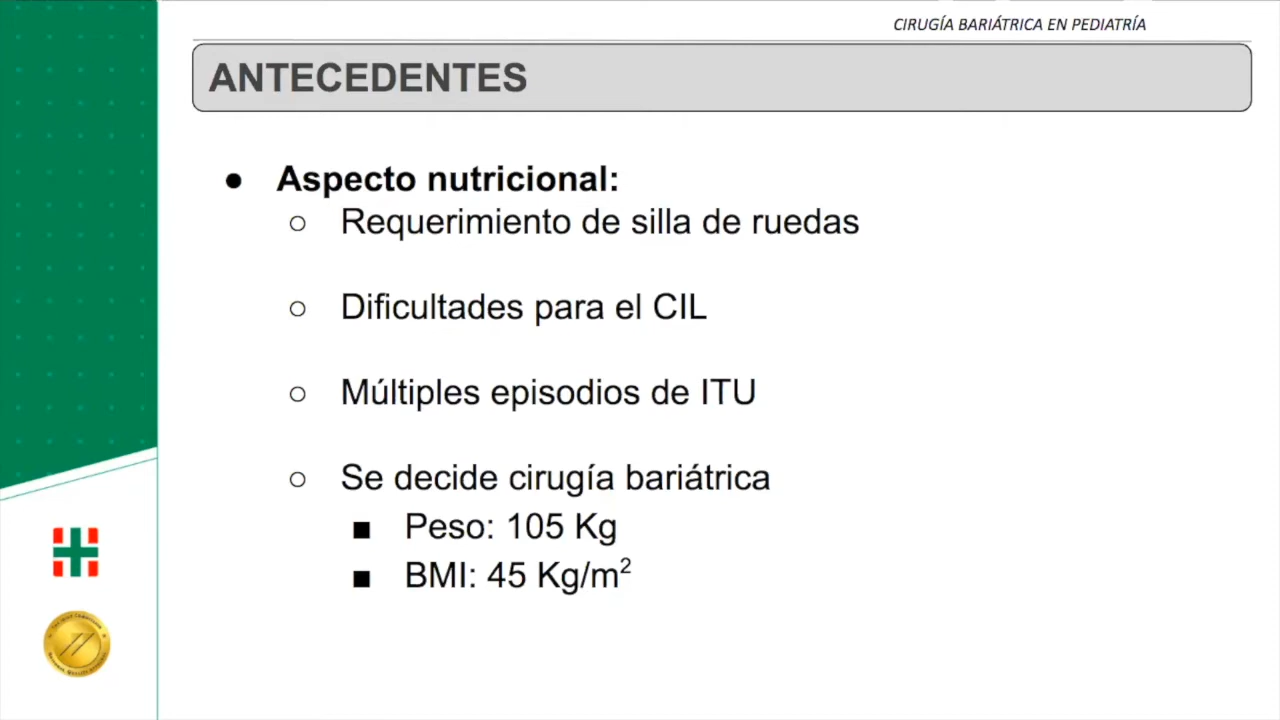 CIRUGÍA BARIÁTRICA EN PEDIATRÍA
ANTECEDENTES
● Aspecto nutricional:
○ Requerimiento de silla de ruedas
○ Dificultades para el CIL
○ Múltiples episodios de ITU
○ Se decide cirugía bariátrica
■ Peso: 105 Kg
■ BMI: 45 Kg/m²